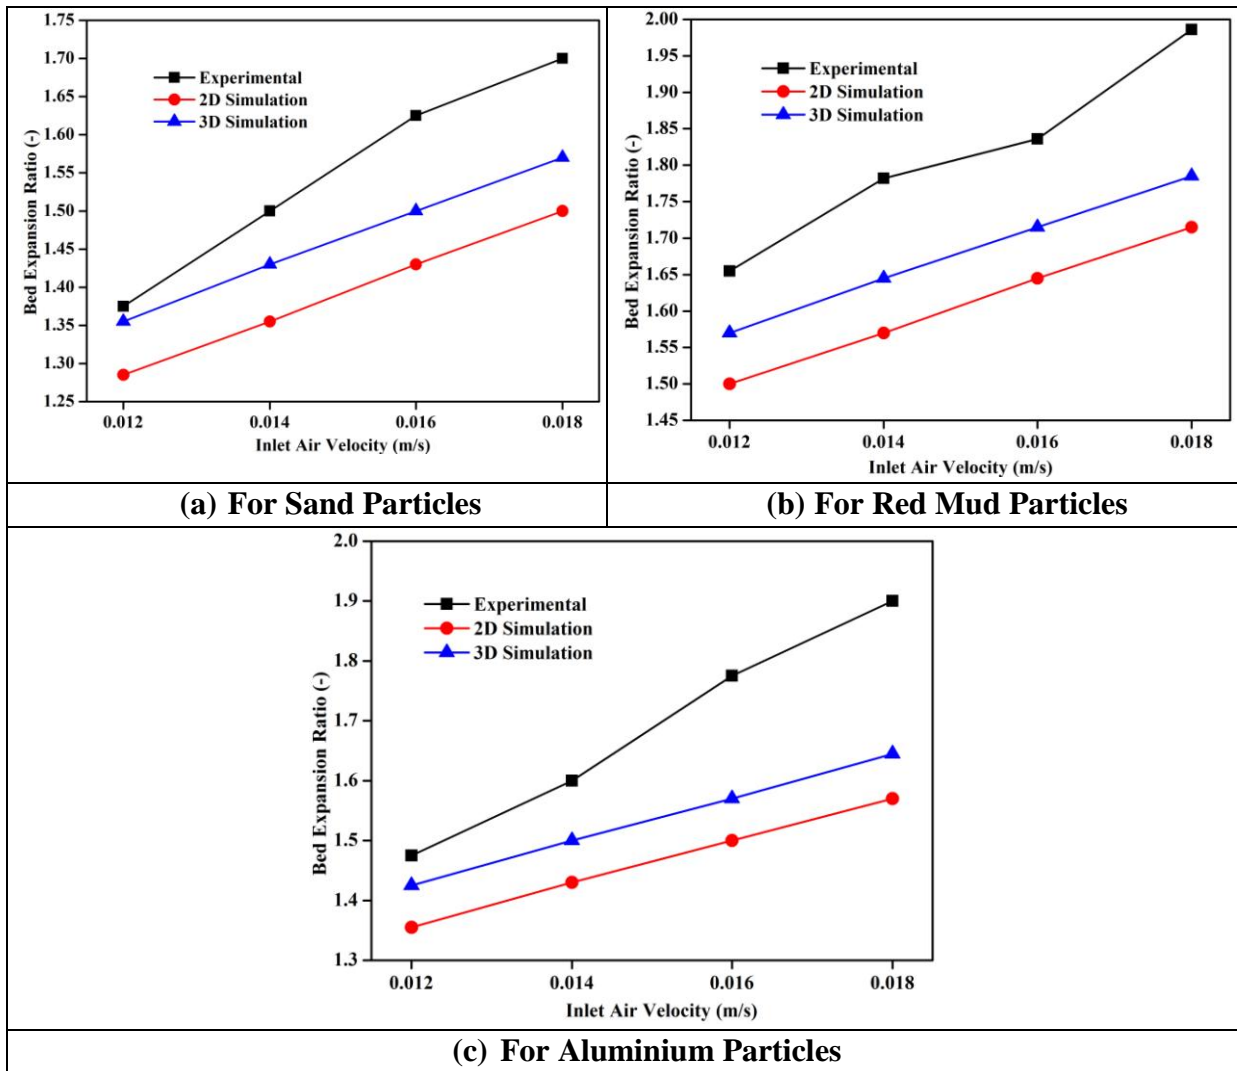 1.75
1.70
1.65
1.60
1.55
1.50
1.45
1.40
1.35
1.30
1.25
Bed Expansion Ratio (-)
Experimental
2D Simulation
3D Simulation
0.012 0.014 0.016 0.018
Inlet Air Velocity (m/s)
(a) For Sand Particles
2.00
1.95
1.90
1.85
1.80
1.75
1.70
1.65
1.60
1.55
1.50
1.45
Bed Expansion Ratio (-)
Experimental
2D Simulation
3D Simulation
0.012 0.014 0.016 0.018
Inlet Air Velocity (m/s)
(b) For Red Mud Particles
2.0
1.9
1.8
1.7
1.6
1.5
1.4
1.3
Bed Expansion Ratio (-)
Experimental
2D Simulation
3D Simulation
0.012 0.014 0.016 0.018
Inlet Air Velocity (m/s)
(c) For Aluminium Particles